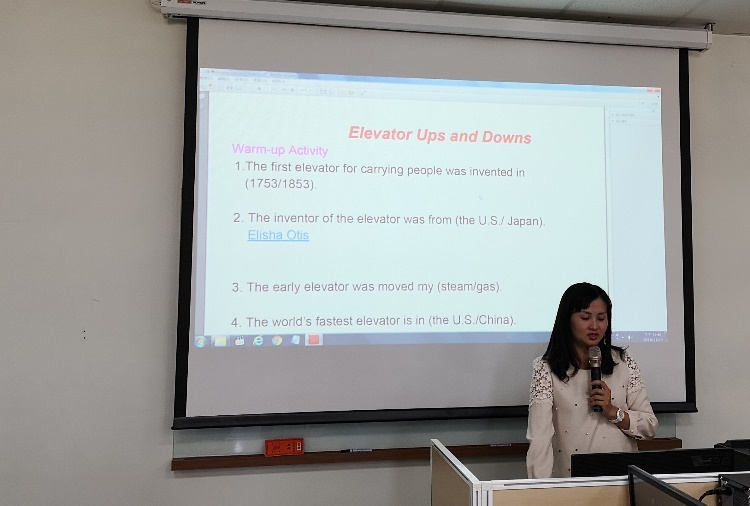 Elevator Ups and Downs
Warm-up Activity
1.The first elevator for carrying people was invented in
(1753/1853).
2. The inventor of the elevator was from (the U.S./ Japan).
Elisha Otis
3. The early elevator was moved my (steam/gas).
4. The world's fastest elevator is in (the U.S./China).